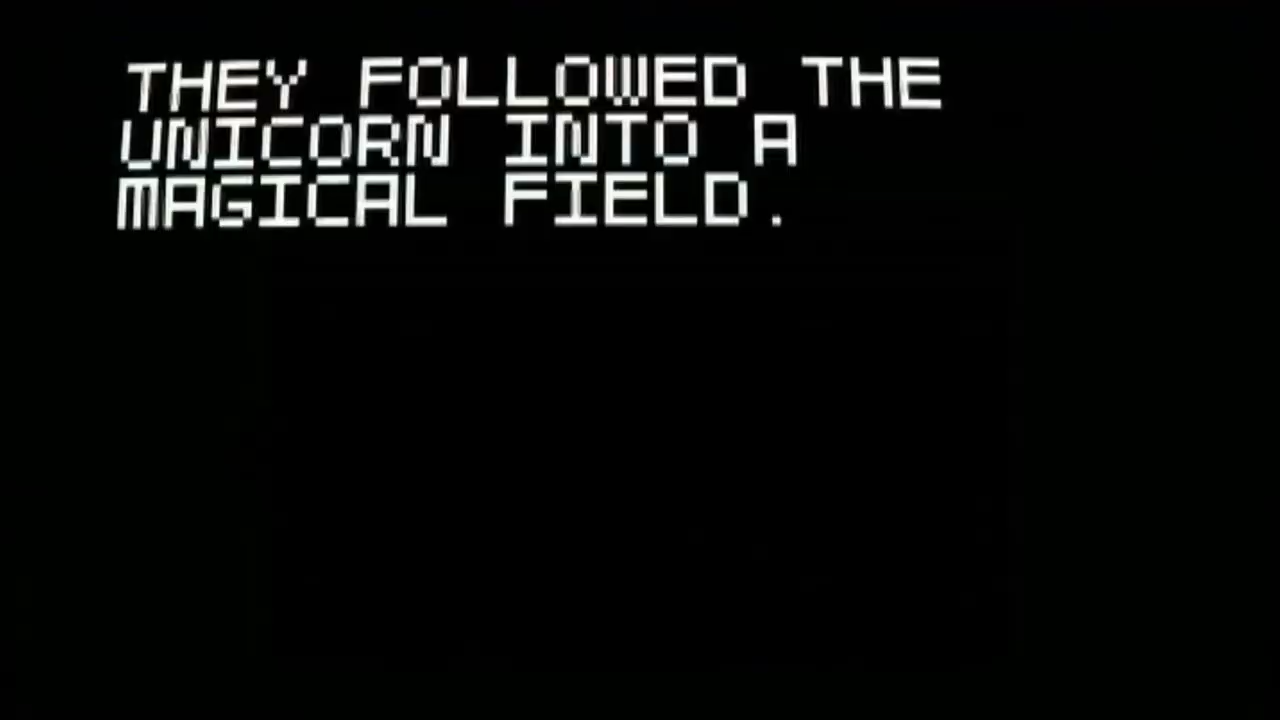 THEY FOLLOWED THE
UNICORN INTO A
MAGICAL FIELD.